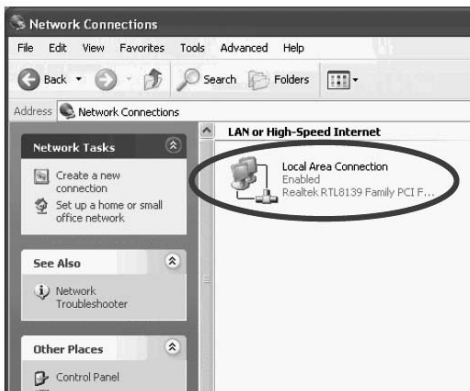 Network Connections
File Edit View Favorites Tools Advanced Help
Back Search Folders
Address Network Connections
Network Tasks
Create a new
connection
Set up a home or small
office network
See Also
Network
Troubleshooter
Other Places
Control Panel
LAN or High-Speed Internet
Local Area Connection
Enabled
Realtek RTL8139 Family PCI F...